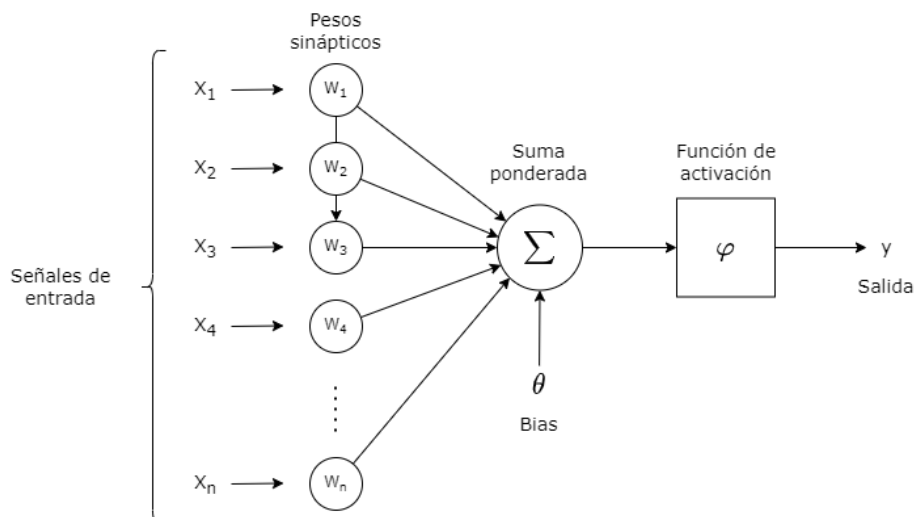 Pesos
sinápticos
X₁
W₁
X₂
W₂
X₃
W₃
X₄
W₄
Xₙ
Wₙ
Señales de
entrada
Suma
ponderada
Σ
θ
Bias
Función de
activación
φ
y
Salida